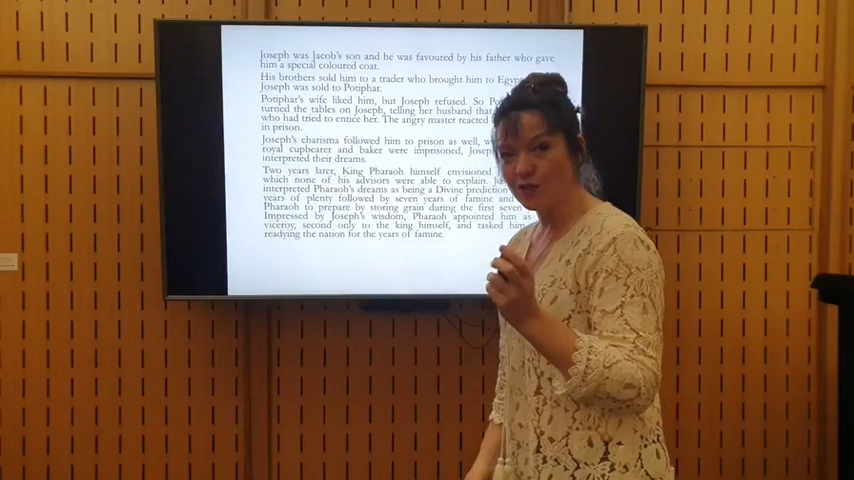 Joseph was Jacob's son and he was favoured by his father who gave
him a special coloured coat.
His brothers sold him to a trader who brought him to Egypt
Joseph was sold to Potiphar.
Potiphar's wife liked him, but Joseph refused. So
turned the tables on Joseph, telling her husband
who had tried to entice her. The angry master reacted
in prison.
Joseph's charisma followed him to prison as well,
royal cupbearer and baker were imprisoned,
interpreted their dreams.
Two years later, King Pharaoh himself envisioned
which none of his advisors were able to explain.
interpreted Pharaoh's dreams as being a Divine prediction
years of plenty followed by seven years of famine and
Pharaoh to prepare by storing grain during the first seven
Impressed by Joseph's wisdom, Pharaoh appointed him as
viceroy, second only to the king himself, and tasked him
readying the nation for the years of famine.